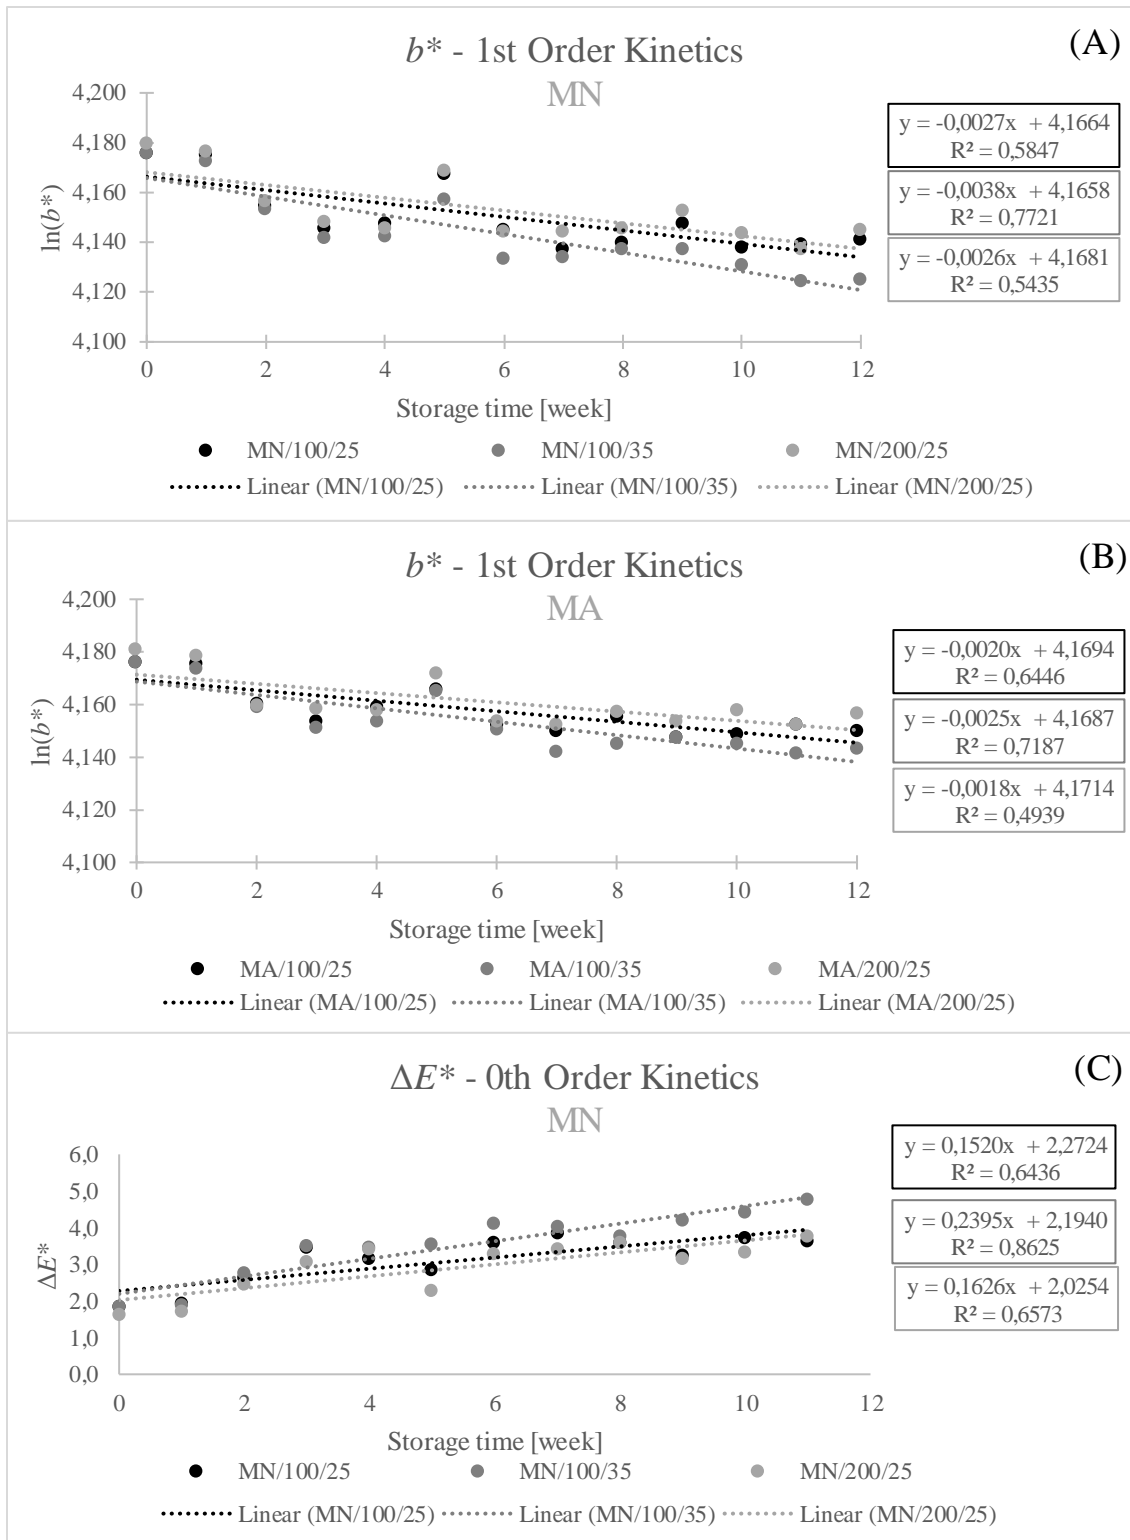 b* - 1st Order Kinetics
MN
(A)
4,200
4,180
4,160
4,140
4,120
4,100
ln(b*)
0 2 4 6 8 10 12
Storage time [week]
y = -0,0027x + 4,1664
R² = 0,5847
y = -0,0038x + 4,1658
R² = 0,7721
y = -0,0026x + 4,1681
R² = 0,5435
MN/100/25 MN/100/35 MN/200/25
Linear (MN/100/25) Linear (MN/100/35) Linear (MN/200/25)
b* - 1st Order Kinetics
MA
(B)
4,200
4,180
4,160
4,140
4,120
4,100
ln(b*)
0 2 4 6 8 10 12
Storage time [week]
y = -0,0020x + 4,1694
R² = 0,6446
y = -0,0025x + 4,1687
R² = 0,7187
y = -0,0018x + 4,1714
R² = 0,4939
MA/100/25 MA/100/35 MA/200/25
Linear (MA/100/25) Linear (MA/100/35) Linear (MA/200/25)
ΔE* - 0th Order Kinetics
MN
(C)
6,0
5,0
4,0
3,0
2,0
1,0
0,0
ΔE*
0 2 4 6 8 10 12
Storage time [week]
y = 0,1520x + 2,2724
R² = 0,6436
y = 0,2395x + 2,1940
R² = 0,8625
y = 0,1626x + 2,0254
R² = 0,6573
MN/100/25 MN/100/35 MN/200/25
Linear (MN/100/25) Linear (MN/100/35) Linear (MN/200/25)